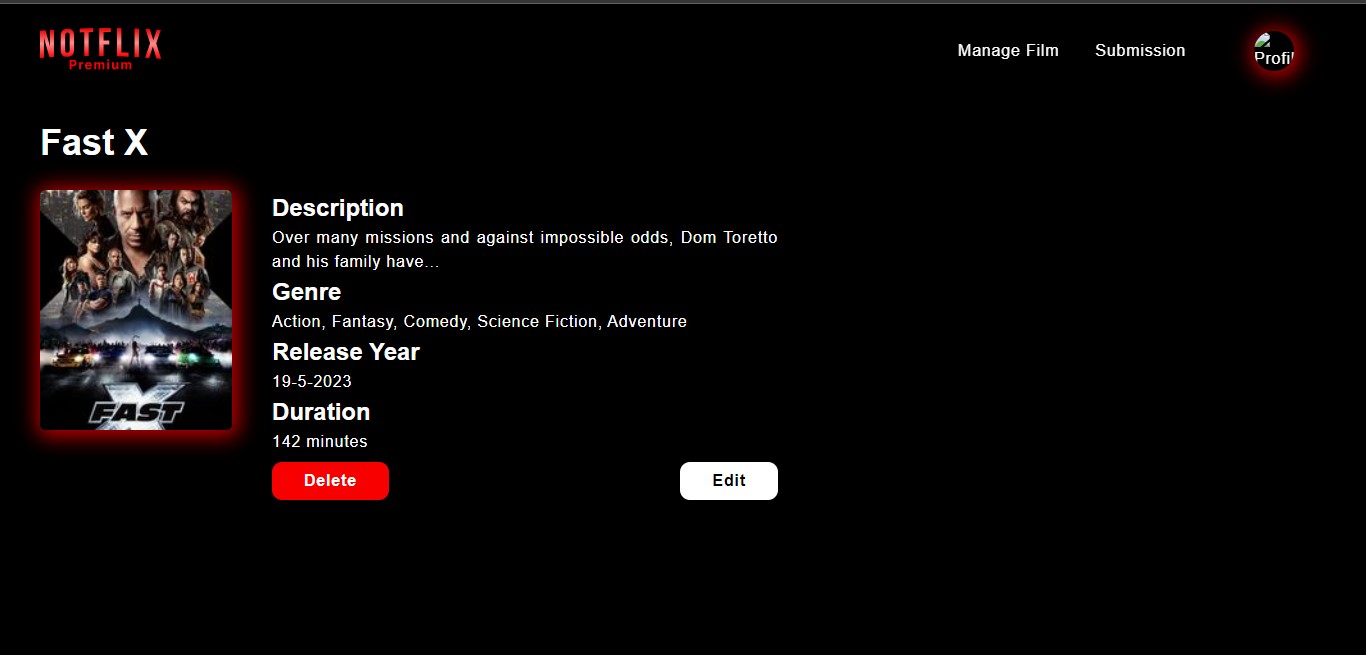 NOTFLIX
Premium
Manage Film
Submission
Profil
Fast X
Description
Over many missions and against impossible odds, Dom Toretto
and his family have...
Genre
Action, Fantasy, Comedy, Science Fiction, Adventure
Release Year
19-5-2023
Duration
142 minutes
Delete
Edit
FAST
X